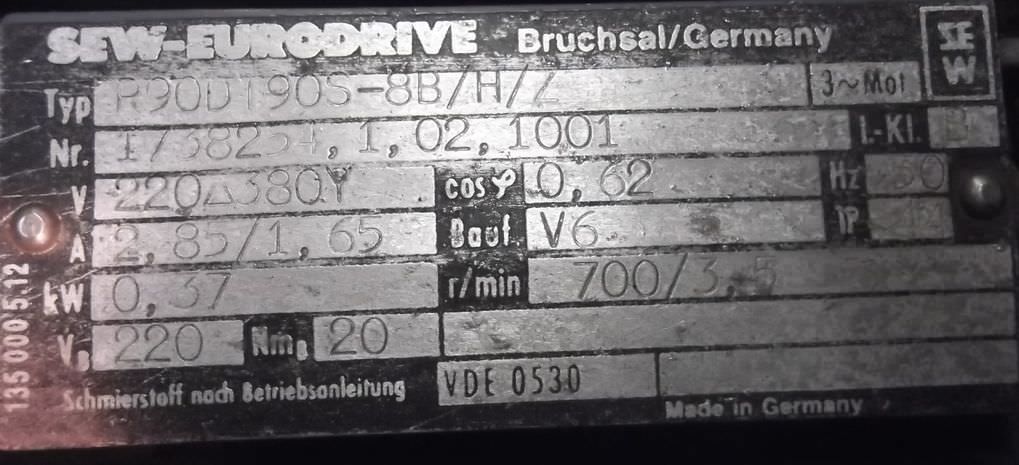 SEW-EURODRIVE Bruchsal/Germany SEW
Typ R90DT90S-8B/H/Z 3~Mot
Nr. , 1, 02, 1001 I.-Kl. B
V 220△380Y cos φ 0,62 Hz 50
A 2,85/1,65 Bauf. V6 IP
kW 0,37 r/min 700/3,5
VB 220 NmB 20
Schmierstoff nach Betriebsanleitung VDE 0530
Made in Germany
135 000 5.12